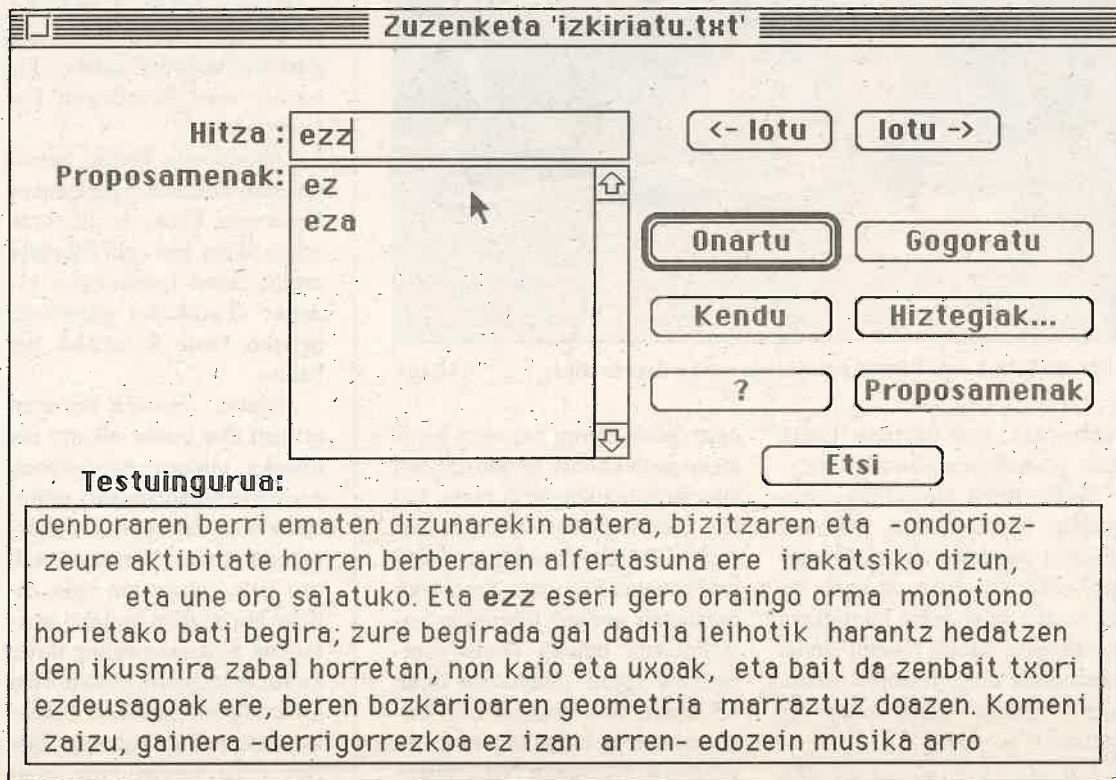 Zuzenketa 'izkiriatu.txt'
Hitza : ezz
<- lotu
lotu ->
Proposamenak:
ez
eza
Onartu
Gogoratu
Kendu
Hiztegiak...
?
Proposamenak
Etsi
Testuingurua:
denboraren berri ematen dizunarekin batera, bizitzaren eta -ondorioz-
zeure aktibitate horren berberaren alfertasuna ere irakatsiko dizun,
eta une oro salatuko. Eta ezz eseri gero oraingo orma monotono
horietako bati begira; zure begirada gal dadila leihotik harantz hedatzen
den ikusmira zabal horretan, non kaio eta uxoak, eta bait da zenbait txori
ezdeusagoak ere, beren bozkarioaren geometria marraztuz doazen. Komeni
zaizu, gainera -derrigorrezkoa ez izan arren- edozein musika arro